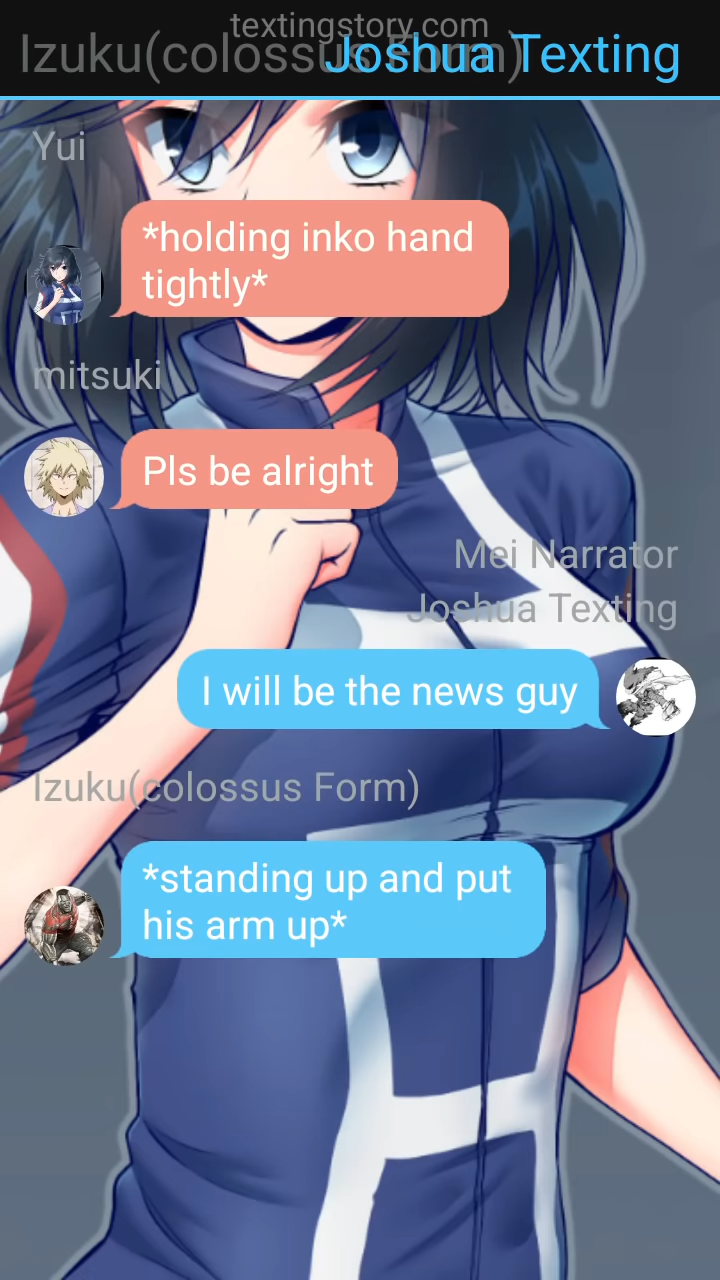 textingstory.com
Izuku(colossus Form)
Joshua Texting
Yui
*holding inko hand
tightly*
mitsuki
Pls be alright
Mei Narrator
Joshua Texting
I will be the news guy
Izuku(colossus Form)
*standing up and put
his arm up*